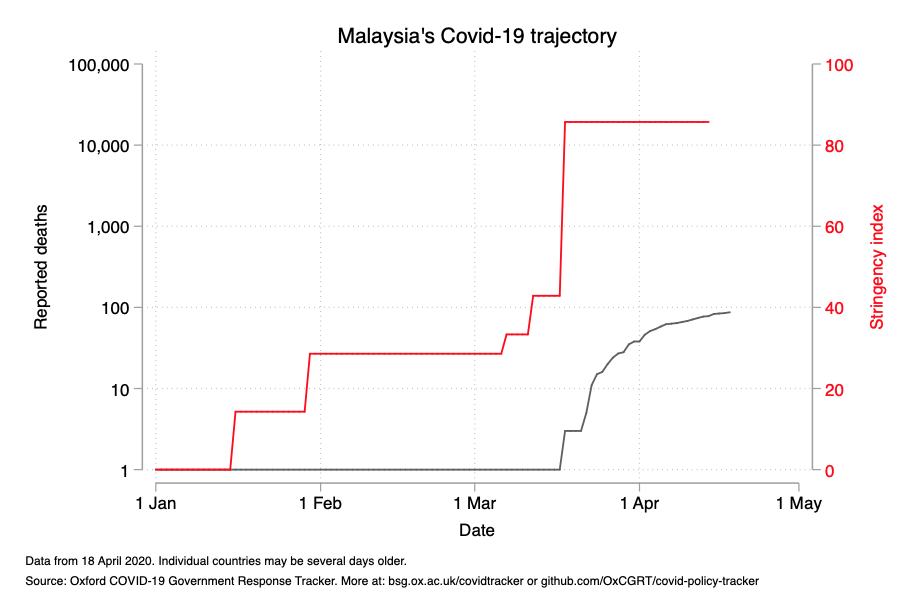 Malaysia's Covid-19 trajectory
100,000
10,000
1,000
100
10
1
Reported deaths
100
80
60
40
20
0
Stringency index
1 Jan
1 Feb
1 Mar
1 Apr
1 May
Date
Data from 18 April 2020. Individual countries may be several days older.
Source: Oxford COVID-19 Government Response Tracker. More at: bsg.ox.ac.uk/covidtracker or github.com/OxCGRT/covid-policy-tracker